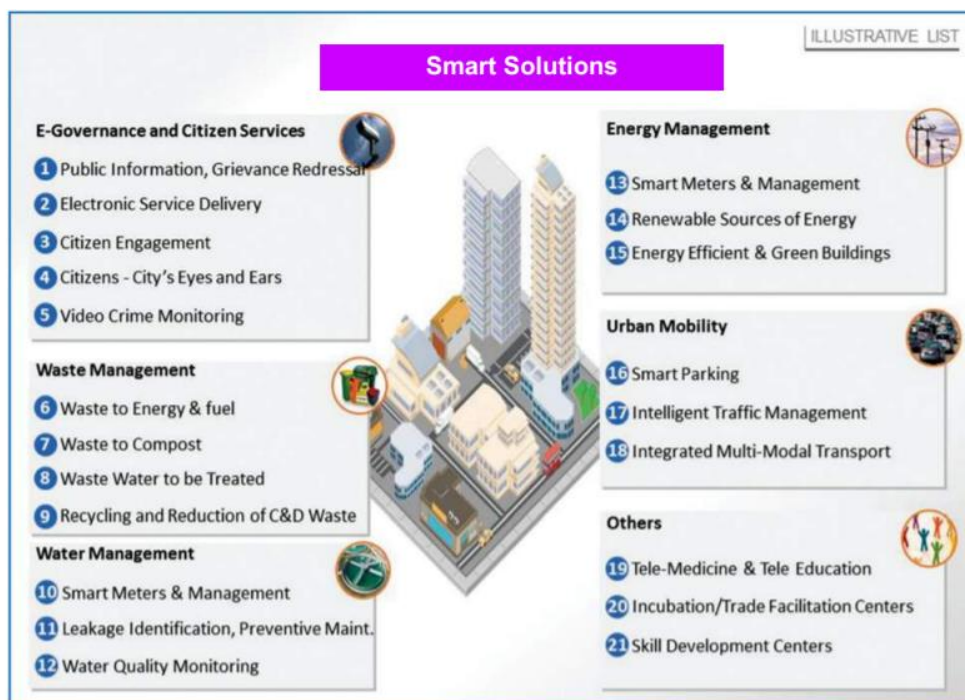 ILLUSTRATIVE LIST
Smart Solutions
E-Governance and Citizen Services
1 Public Information, Grievance Redressal
2 Electronic Service Delivery
3 Citizen Engagement
4 Citizens - City's Eyes and Ears
5 Video Crime Monitoring
Waste Management
6 Waste to Energy & fuel
7 Waste to Compost
8 Waste Water to be Treated
9 Recycling and Reduction of C&D Waste
Water Management
10 Smart Meters & Management
11 Leakage Identification, Preventive Maint.
12 Water Quality Monitoring
Energy Management
13 Smart Meters & Management
14 Renewable Sources of Energy
15 Energy Efficient & Green Buildings
Urban Mobility
16 Smart Parking
17 Intelligent Traffic Management
18 Integrated Multi-Modal Transport
Others
19 Tele-Medicine & Tele Education
20 Incubation/Trade Facilitation Centers
21 Skill Development Centers